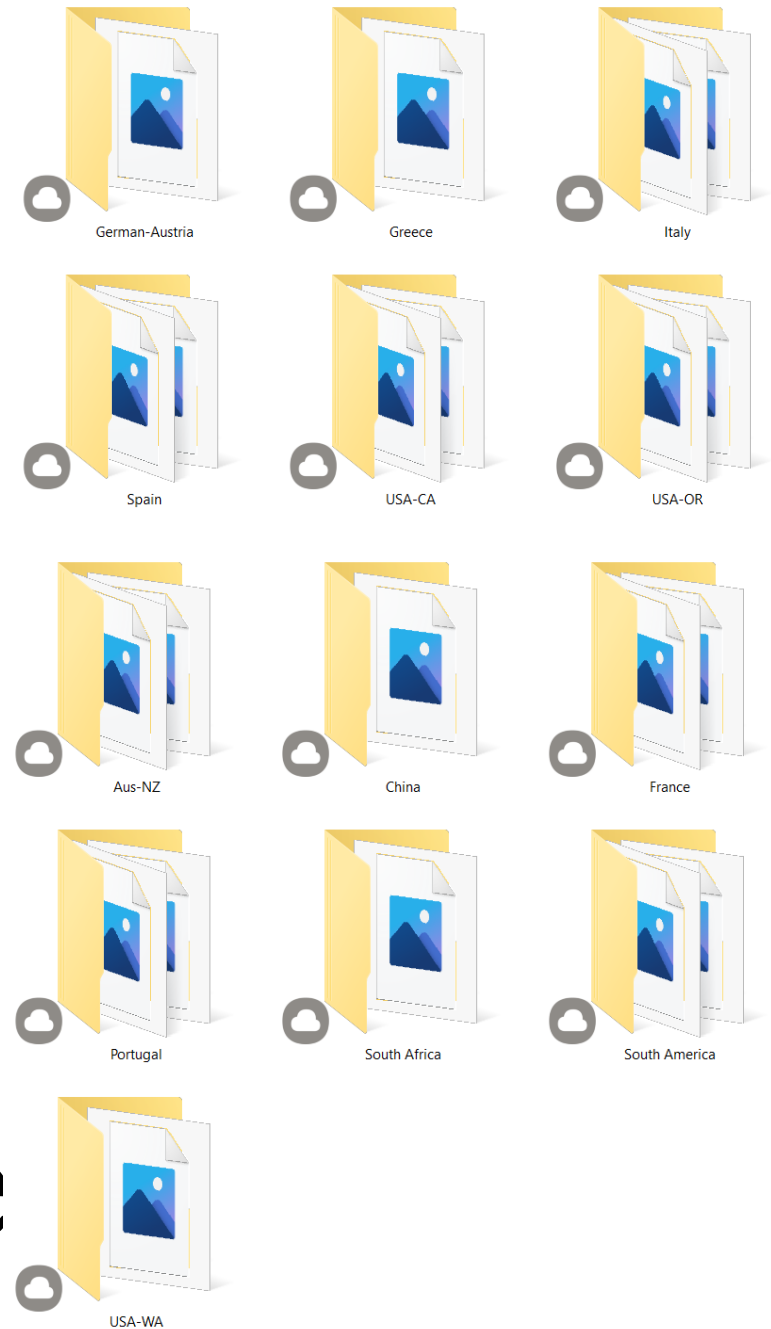 German-Austria
Greece
Italy
Spain
USA-CA
USA-OR
Aus-NZ
China
France
Portugal
South Africa
South America
USA-WA